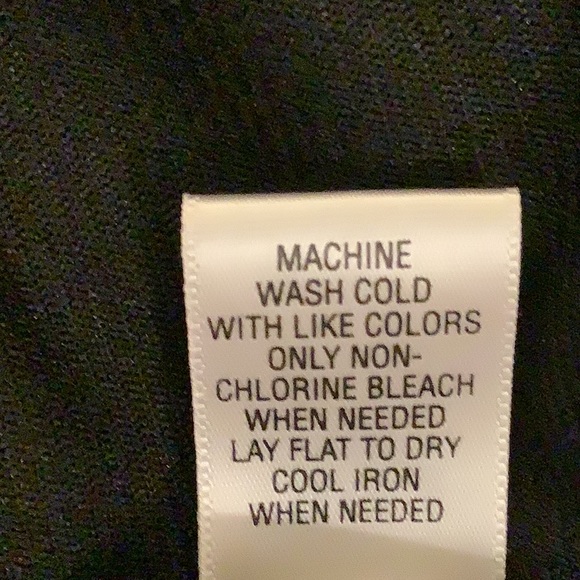 MACHINE
WASH COLD
WITH LIKE COLORS
ONLY NON-
CHLORINE BLEACH
WHEN NEEDED
LAY FLAT TO DRY
COOL IRON
WHEN NEEDED